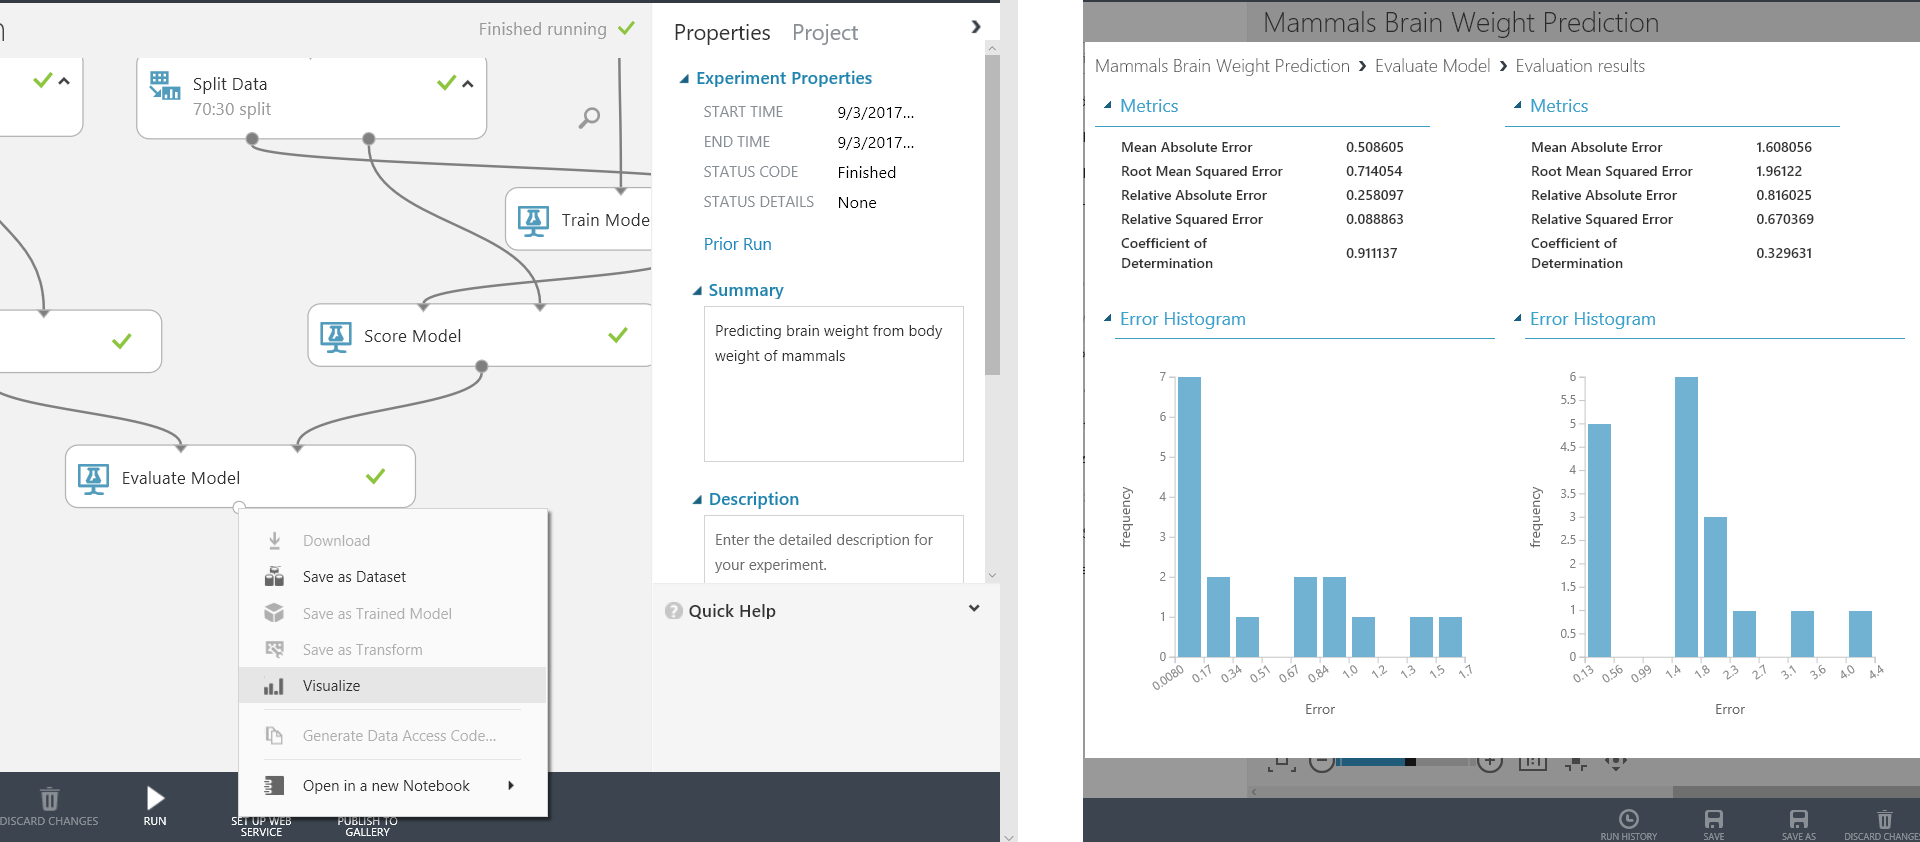 Finished running
Split Data
70:30 split
Train Mode
Score Model
Evaluate Model
Download
Save as Dataset
Save as Trained Model
Save as Transform
Visualize
Generate Data Access Code...
Open in a new Notebook
DISCARD CHANGES
RUN
SET UP WEB
SERVICE
PUBLISH TO
GALLERY
Properties Project
Experiment Properties
START TIME 9/3/2017...
END TIME 9/3/2017...
STATUS CODE Finished
STATUS DETAILS None
Prior Run
Summary
Predicting brain weight from body
weight of mammals
Description
Enter the detailed description for
your experiment.
? Quick Help
Mammals Brain Weight Prediction
Mammals Brain Weight Prediction › Evaluate Model › Evaluation results
Metrics
Mean Absolute Error 0.508605
Root Mean Squared Error 0.714054
Relative Absolute Error 0.258097
Relative Squared Error 0.088863
Coefficient of
Determination 0.911137
Error Histogram
7
6
5
4
3
2
1
0
frequency
0.0080 0.17 0.34 0.51 0.67 0.84 1.0 1.2 1.3 1.5 1.7
Error
Metrics
Mean Absolute Error 1.608056
Root Mean Squared Error 1.96122
Relative Absolute Error 0.816025
Relative Squared Error 0.670369
Coefficient of
Determination 0.329631
Error Histogram
6
5.5
5
4.5
4
3.5
3
2.5
2
1.5
1
0.5
0
frequency
0.13 0.56 0.99 1.4 1.8 2.3 2.7 3.1 3.6 4.0 4.4
Error
1:1
RUN HISTORY
SAVE
SAVE AS
DISCARD CHANGES